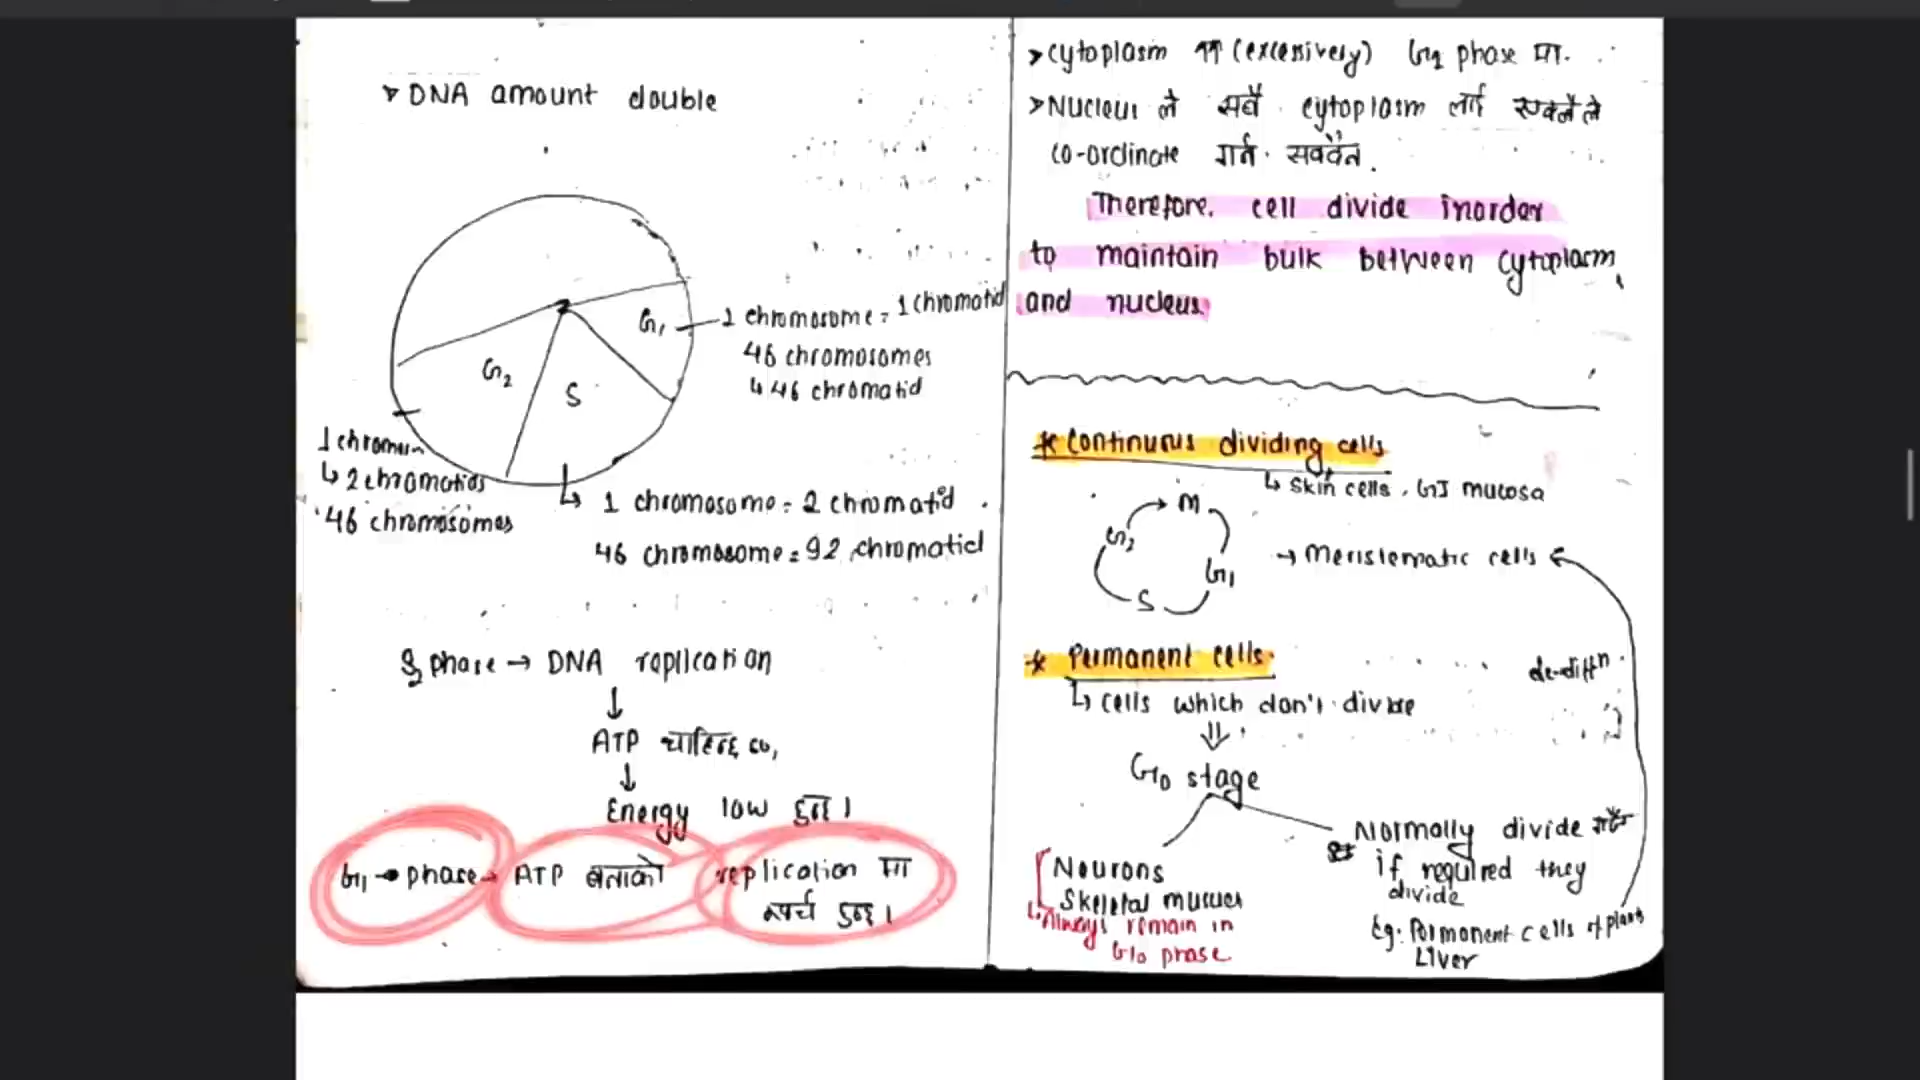 DNA amount double
G₁
1 chromosome = 1 chromatid
46 chromosomes
↳ 46 chromatid
G₂
S
↳ 2 chromatids
46 chromosomes
↳ 1 chromosome = 2 chromatid
46 chromosome = 92 chromatid
phase → DNA replication
↓
ATP
↓
Energy low हुन्छ।
G₁ → phase → ATP बनाको replication मा
खर्च हुन्छ।
➢ cytoplasm ↑↑ (excessively) G₂ phase मा.
➢ Nucleus ले सबै cytoplasm लाई एक्लैले
co-ordinate गर्न सक्दैन.
Therefore, cell divide inorder
to maintain bulk between cytoplasm
and nucleus.
* Continuous dividing cells
↳ skin cells, GI mucosa
M
G₂
G₁
S
→ Meristematic cells
* Permanent cells
de-diffⁿ
↳ cells which don't divide
⇓
G₀ stage
Normally divide
if required they
divide
Eg: Permanent cells of plants
Liver
Neurons
Skeletal muscles
↳ Always remain in
G₀ phase